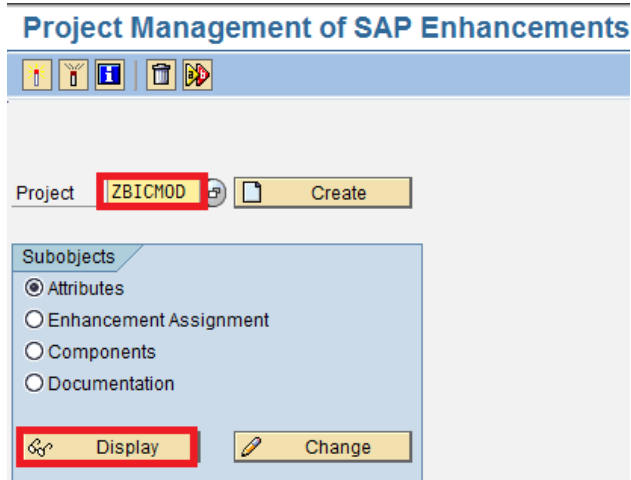 Project Management of SAP Enhancements
Project ZBICMOD Create
Subobjects
Attributes
Enhancement Assignment
Components
Documentation
Display Change